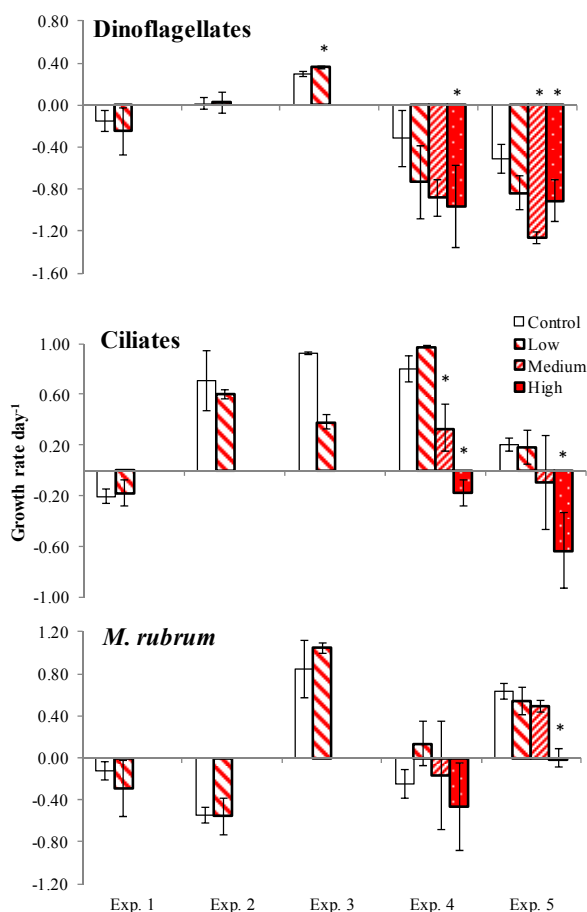 Dinoflagellates
0.80
0.40
0.00
-0.40
-0.80
-1.20
-1.60
*
* * *
Ciliates
1.00
0.60
0.20
-0.20
-0.60
-1.00
Growth rate day-1
Control
Low
Medium
High
*
*
*
M. rubrum
1.20
0.80
0.40
0.00
-0.40
-0.80
-1.20
*
Exp. 1 Exp. 2 Exp. 3 Exp. 4 Exp. 5